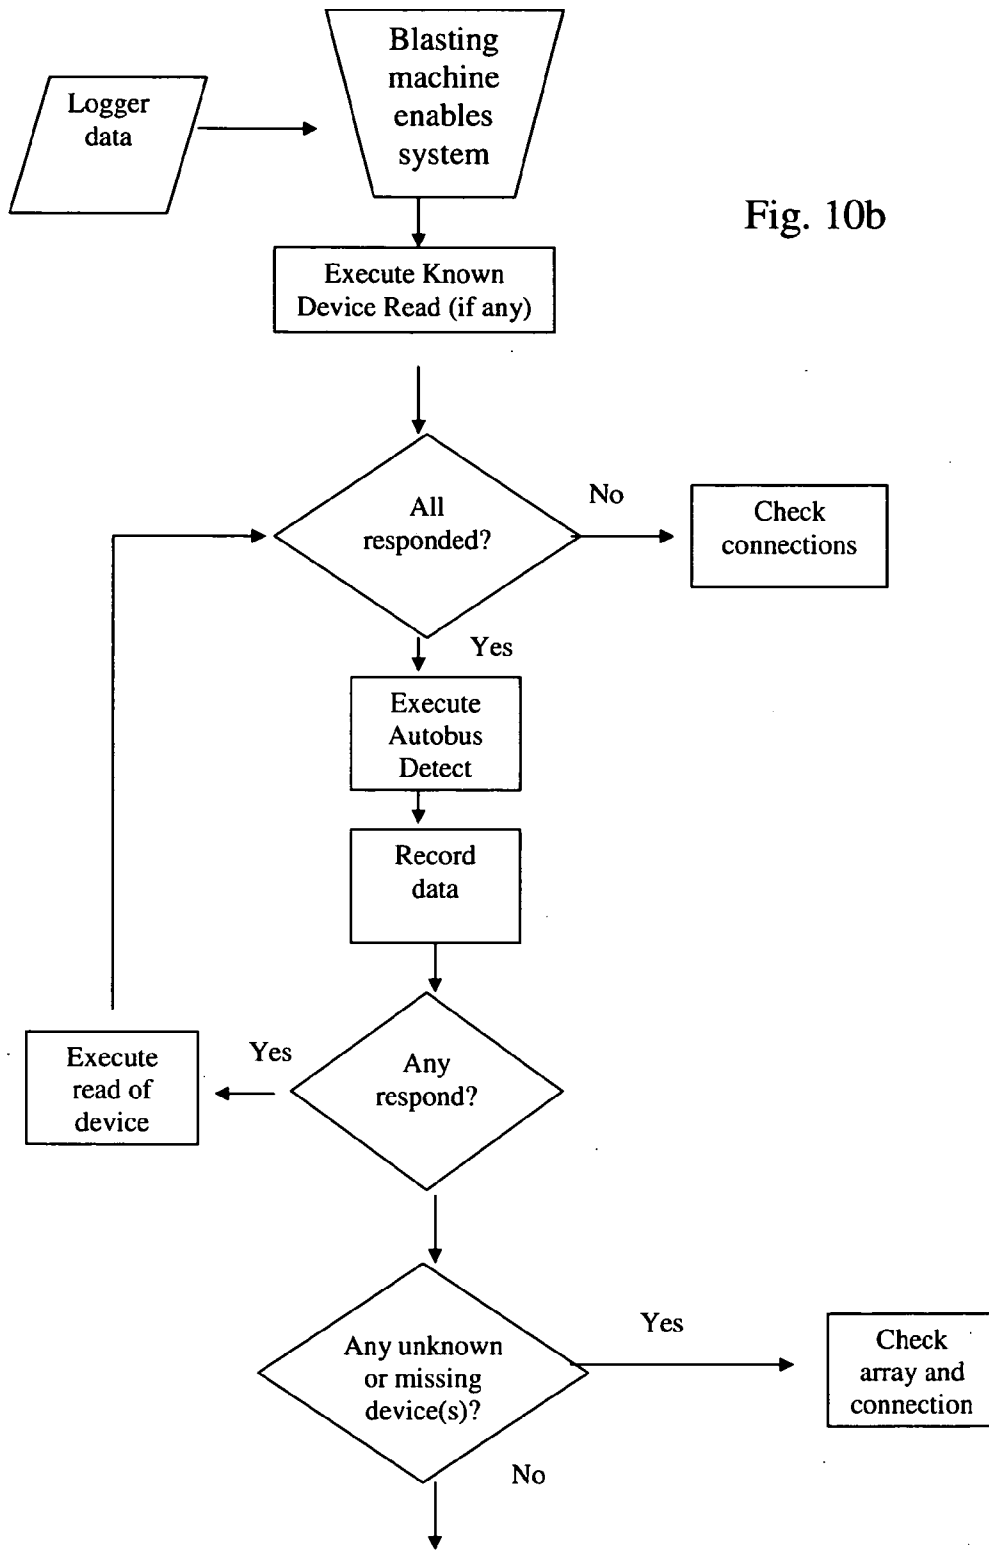 Blasting
machine
enables
system
Logger
data
Fig. 10b
Execute Known
Device Read (if any)
All
responded?
No
Check
connections
Yes
Execute
Autobus
Detect
Record
data
Any
respond?
Yes
Execute
read of
device
Any unknown
or missing
device(s)?
Yes
Check
array and
connection
No